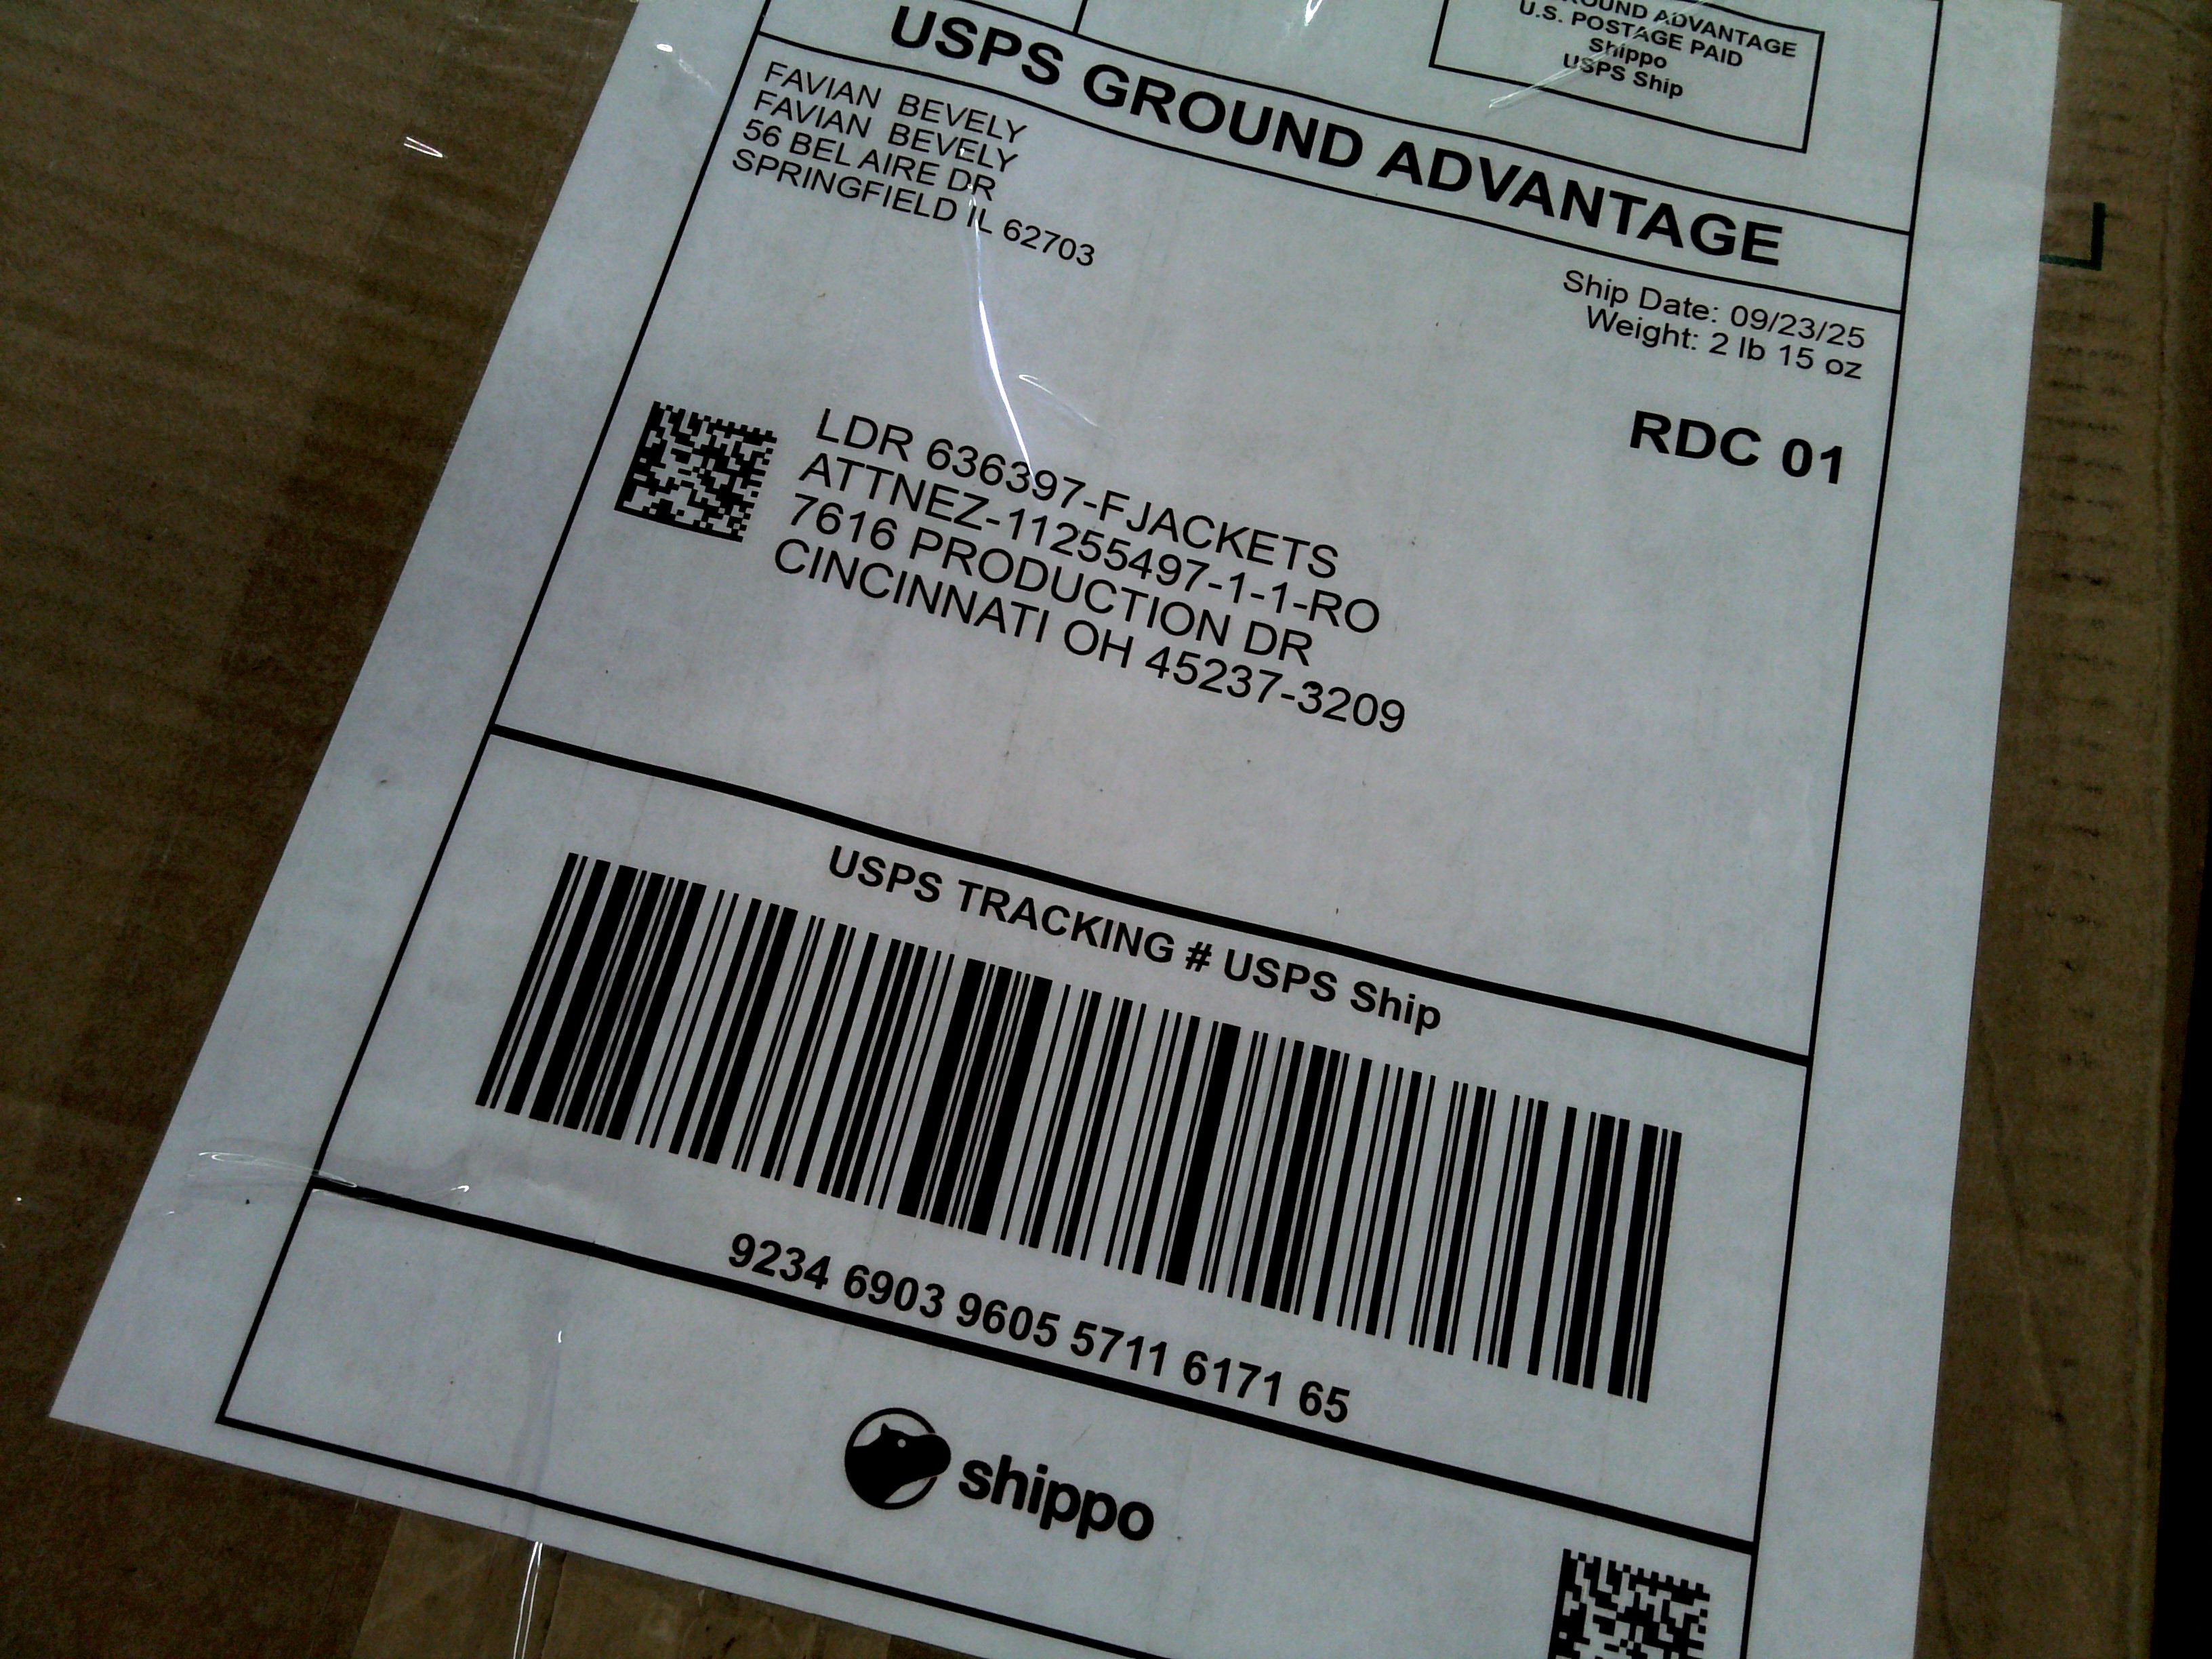 GROUND ADVANTAGE
U.S. POSTAGE PAID
Shippo
USPS Ship
USPS GROUND ADVANTAGE
FAVIAN BEVELY
FAVIAN BEVELY
56 BEL AIRE DR
SPRINGFIELD IL 62703
Ship Date: 09/23/25
Weight: 2 lb 15 oz
RDC 01
LDR 636397-FJACKETS
ATTNEZ-11255497-1-1-RO
7616 PRODUCTION DR
CINCINNATI OH 45237-3209
USPS TRACKING # USPS Ship
9234 6903 9605 5711 6171 65
shippo